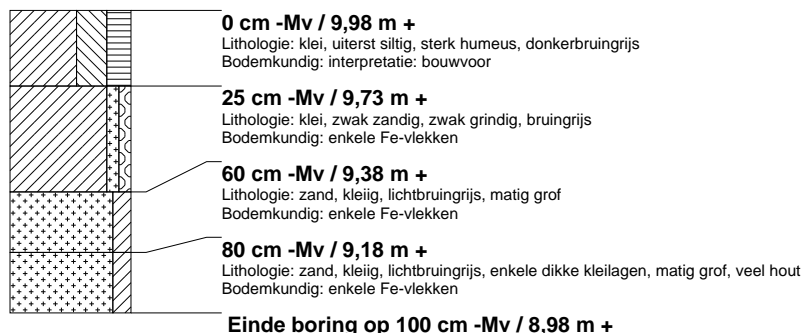 0 cm -Mv / 9,98 m +
Lithologie: klei, uiterst siltig, sterk humeus, donkerbruingrijs
Bodemkundig: interpretatie: bouwvoor
25 cm -Mv / 9,73 m +
Lithologie: klei, zwak zandig, zwak grindig, bruingrijs
Bodemkundig: enkele Fe-vlekken
60 cm -Mv / 9,38 m +
Lithologie: zand, kleiig, lichtbruingrijs, matig grof
Bodemkundig: enkele Fe-vlekken
80 cm -Mv / 9,18 m +
Lithologie: zand, kleiig, lichtbruingrijs, enkele dikke kleilagen, matig grof, veel hout
Bodemkundig: enkele Fe-vlekken
Einde boring op 100 cm -Mv / 8,98 m +